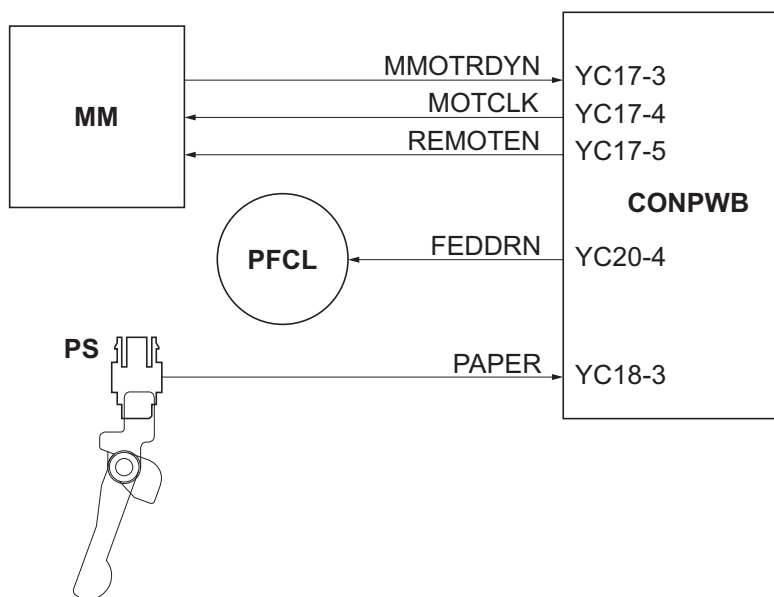 MMOTRDYN YC17-3
MM MOTCLK YC17-4
REMOTEN YC17-5
CONPWB
PFCL FEDDRN YC20-4
PS
PAPER YC18-3